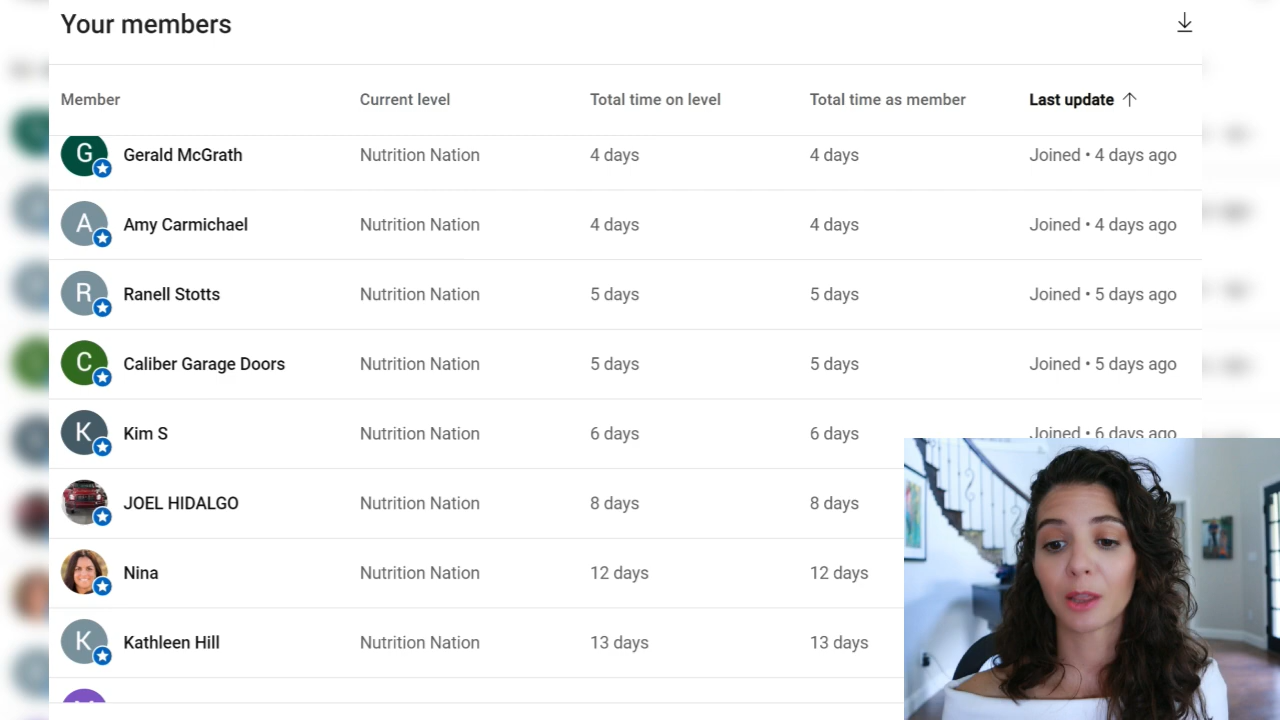 Your members
Member Current level Total time on level Total time as member Last update
G Gerald McGrath Nutrition Nation 4 days 4 days Joined • 4 days ago
A Amy Carmichael Nutrition Nation 4 days 4 days Joined • 4 days ago
R Ranell Stotts Nutrition Nation 5 days 5 days Joined • 5 days ago
C Caliber Garage Doors Nutrition Nation 5 days 5 days Joined • 5 days ago
K Kim S Nutrition Nation 6 days 6 days Joined • 6 days ago
JOEL HIDALGO Nutrition Nation 8 days 8 days
Nina Nutrition Nation 12 days 12 days
K Kathleen Hill Nutrition Nation 13 days 13 days